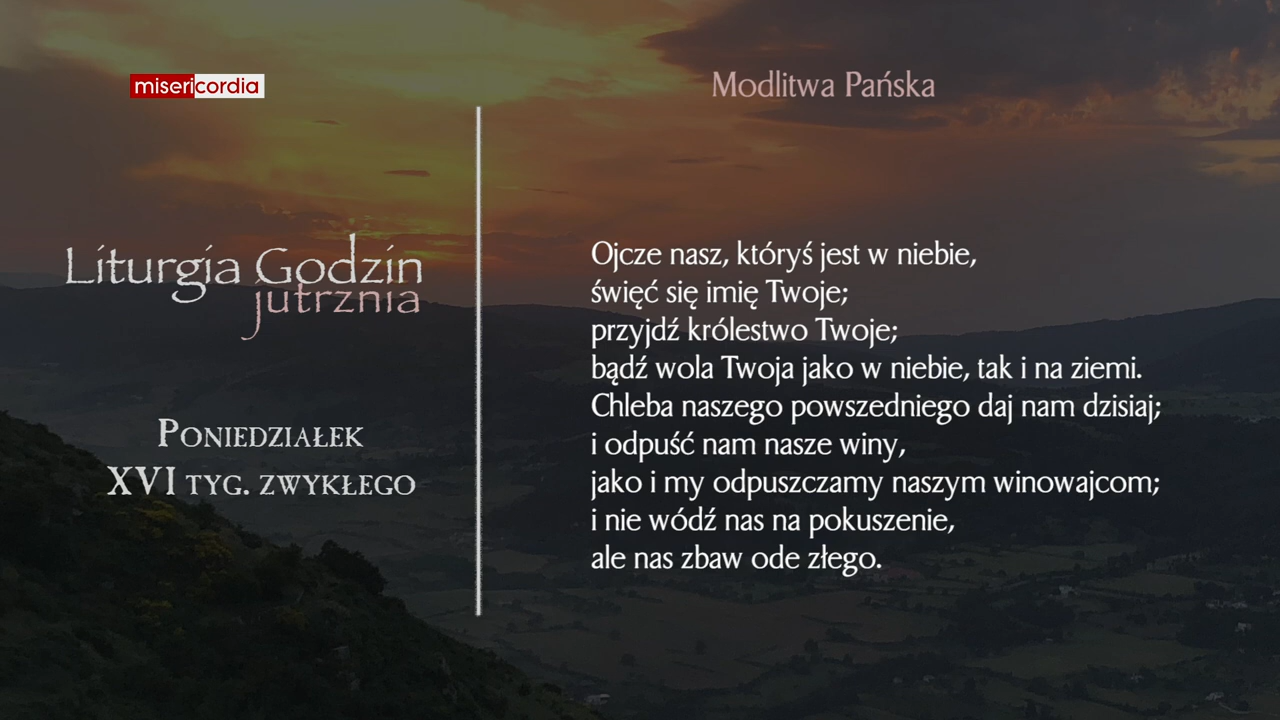 misericordia
Liturgia Godzin
jutrznia
Poniedziałek
XVI tyg. zwykłego
Modlitwa Pańska
Ojcze nasz, któryś jest w niebie,
święć się imię Twoje;
przyjdź królestwo Twoje;
bądź wola Twoja jako w niebie, tak i na ziemi.
Chleba naszego powszedniego daj nam dzisiaj;
i odpuść nam nasze winy,
jako i my odpuszczamy naszym winowajcom;
i nie wódź nas na pokuszenie,
ale nas zbaw ode złego.